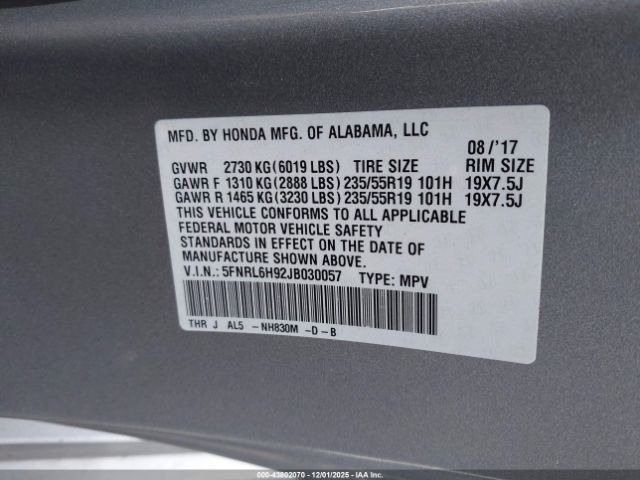 MFD. BY HONDA MFG. OF ALABAMA, LLC
08/'17
GVWR 2730 KG(6019 LBS) TIRE SIZE RIM SIZE
GAWR F 1310 KG(2888 LBS) 235/55R19 101H 19X7.5J
GAWR R 1465 KG(3230 LBS) 235/55R19 101H 19X7.5J
THIS VEHICLE CONFORMS TO ALL APPLICABLE
FEDERAL MOTOR VEHICLE SAFETY
STANDARDS IN EFFECT ON THE DATE OF
MANUFACTURE SHOWN ABOVE.
V.I.N.: 5FNRL6H92JB030057 TYPE: MPV
THR J AL5 -NH830M -D-B
000-43802070 - 12/01/2025 - IAA Inc.